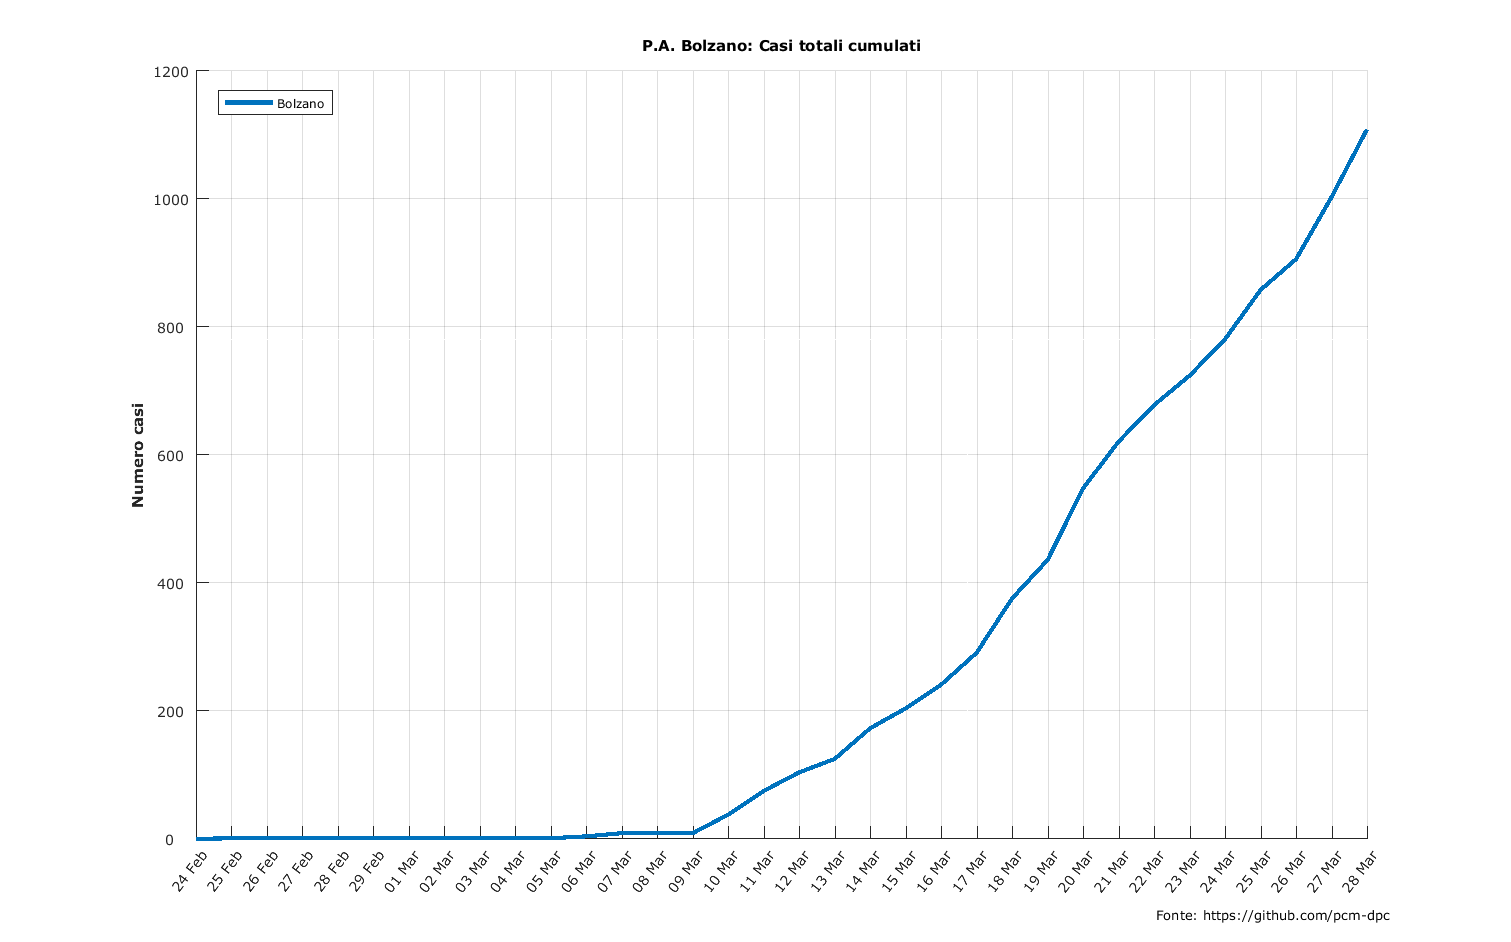 P.A. Bolzano: Casi totali cumulati
Bolzano
Numero casi
1200
1000
800
600
400
200
0
24 Feb
25 Feb
26 Feb
27 Feb
28 Feb
29 Feb
01 Mar
02 Mar
03 Mar
04 Mar
05 Mar
06 Mar
07 Mar
08 Mar
09 Mar
10 Mar
11 Mar
12 Mar
13 Mar
14 Mar
15 Mar
16 Mar
17 Mar
18 Mar
19 Mar
20 Mar
21 Mar
22 Mar
23 Mar
24 Mar
25 Mar
26 Mar
27 Mar
28 Mar
Fonte: https://github.com/pcm-dpc